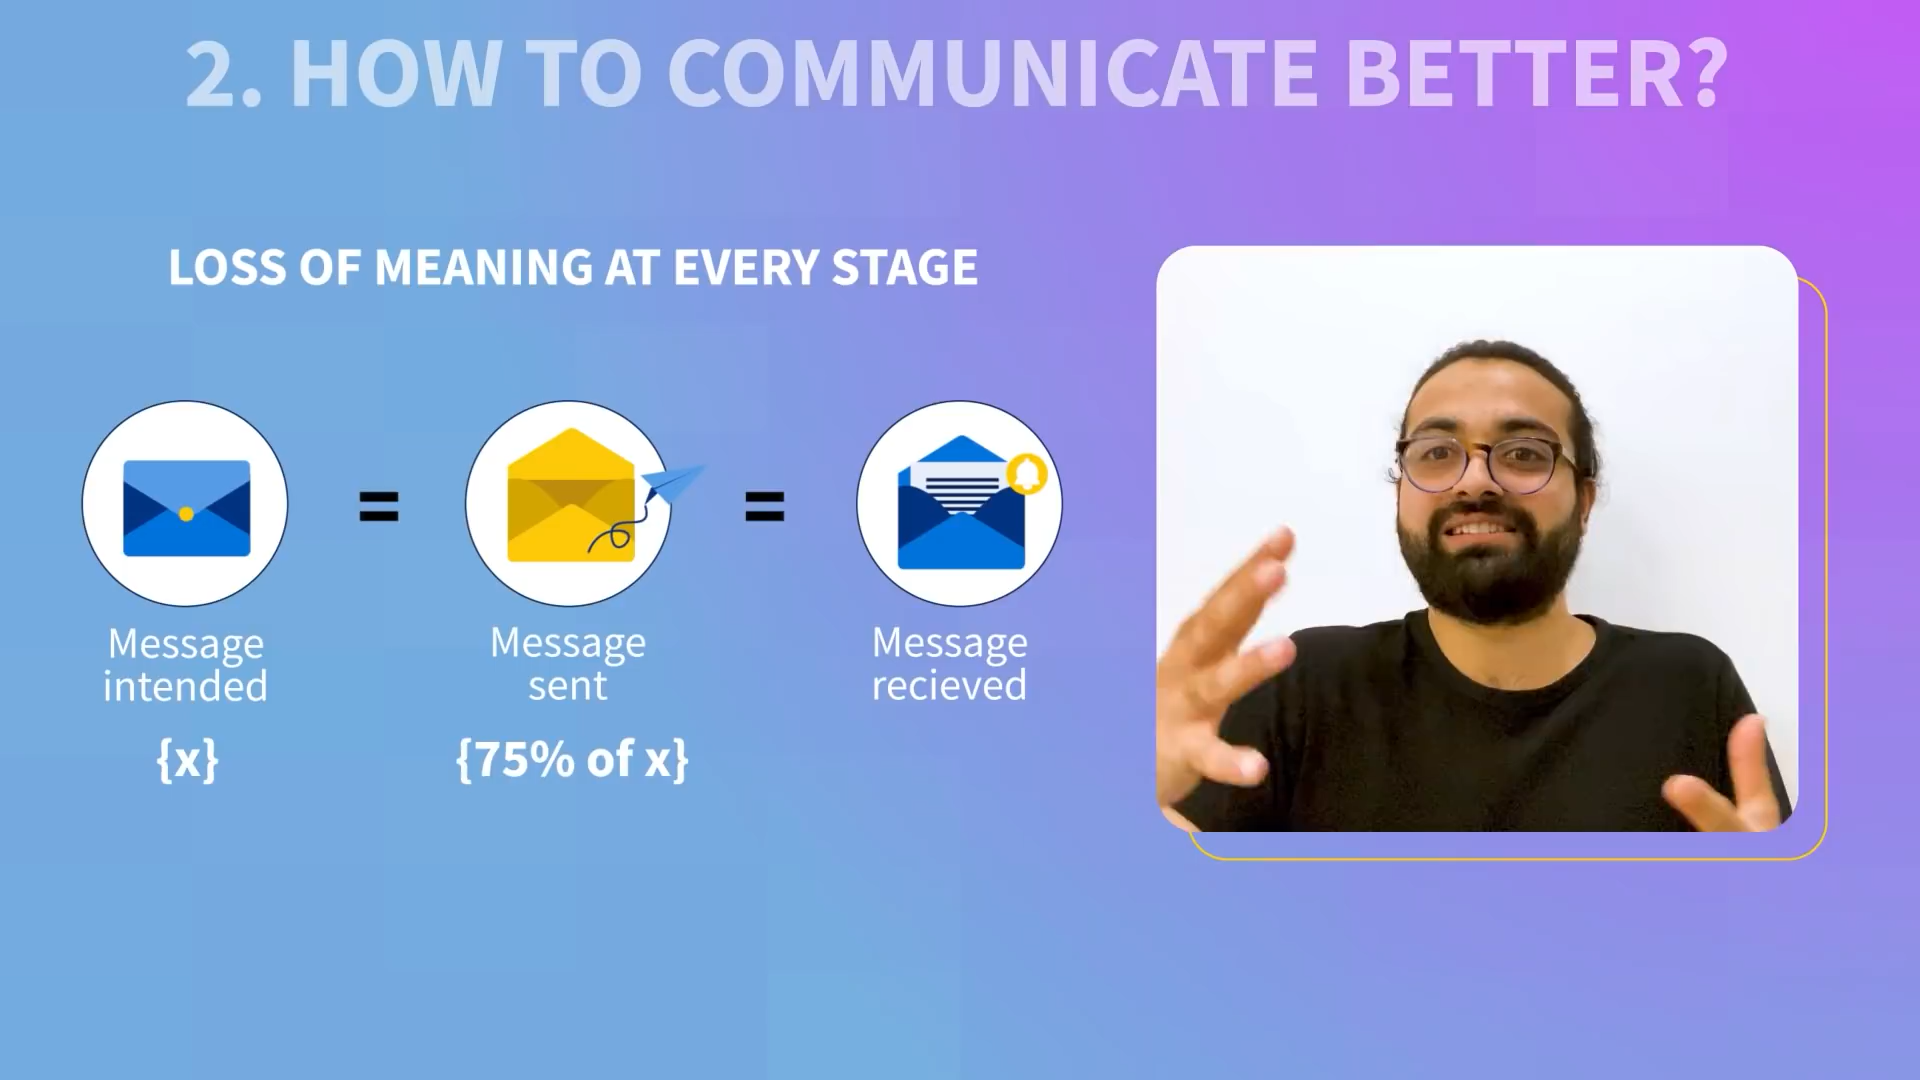 2. HOW TO COMMUNICATE BETTER?
LOSS OF MEANING AT EVERY STAGE
=
=
Message
intended
Message
sent
Message
recieved
{x}
{75% of x}